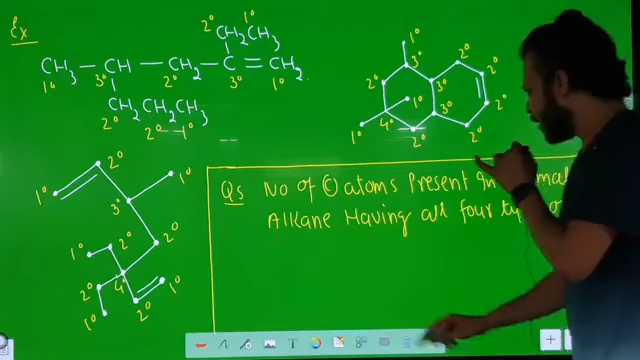 Ex
2° 1°
CH2CH3
CH3 — CH — CH2 — C = CH2.
1° 3° 2° 3° 1°
CH2CH2CH3
2° 2° 1°
1°
3° 2°
2° 3° 2°
1° 3° 2°
1° 4° 2° 2°
2°
1° 1°
3°
2°
2°
1°
4° 1°
2° 2°
1°
Qs No of C atoms Present In
Alkane Having all four